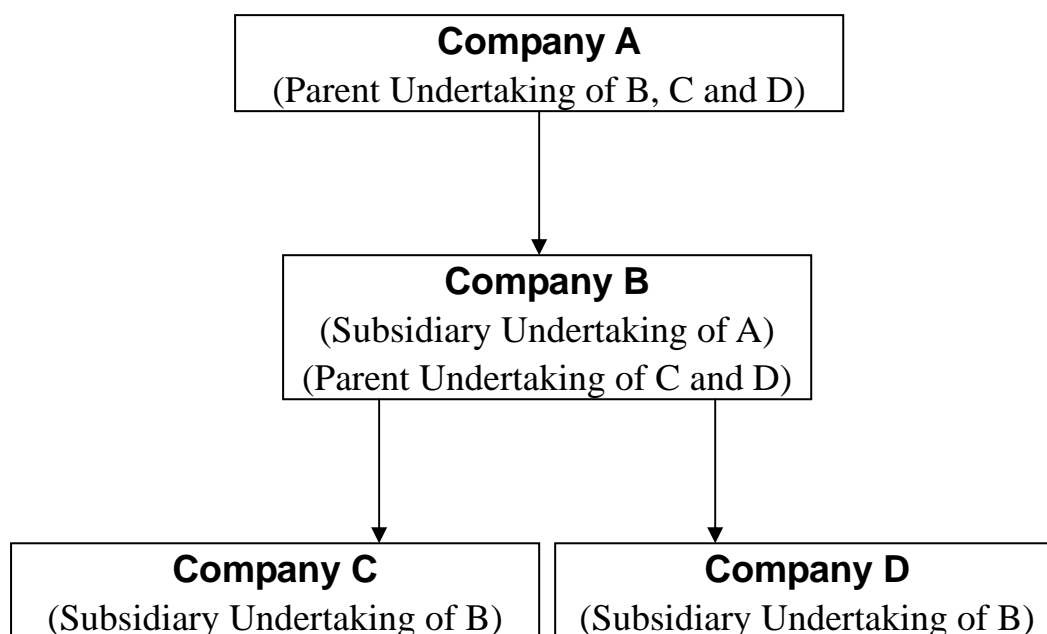 Company A
(Parent Undertaking of B, C and D)
Company B
(Subsidiary Undertaking of A)
(Parent Undertaking of C and D)
Company C
(Subsidiary Undertaking of B)
Company D
(Subsidiary Undertaking of B)